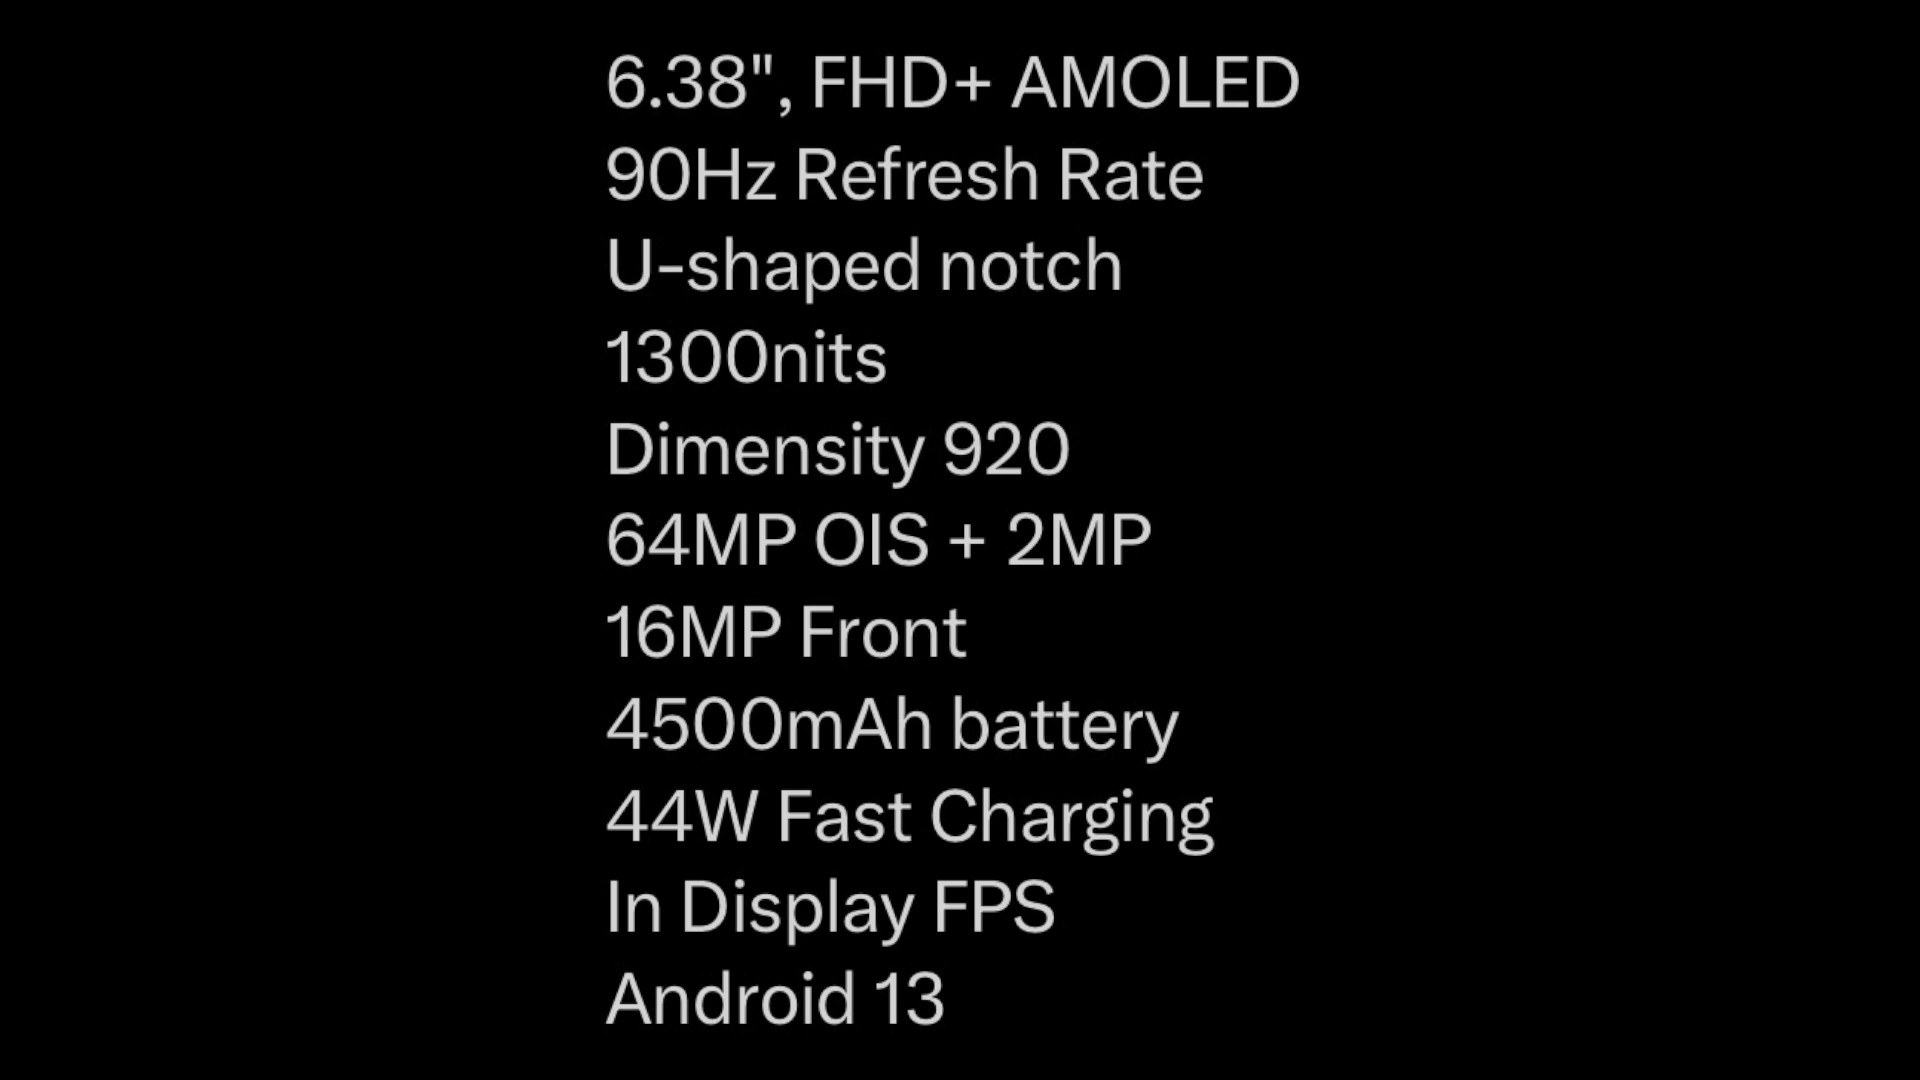 6.38", FHD+ AMOLED
90Hz Refresh Rate
U-shaped notch
1300nits
Dimensity 920
64MP OIS + 2MP
16MP Front
4500mAh battery
44W Fast Charging
In Display FPS
Android 13